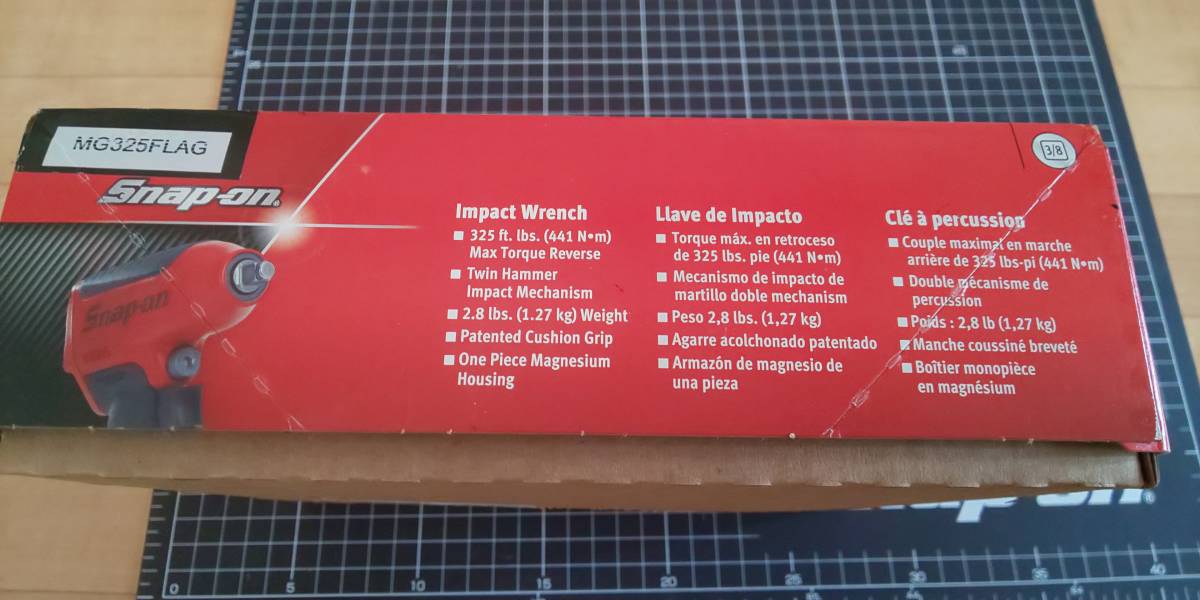 MG325FLAG
Snap-on®
Snap-on
3/8
Impact Wrench
■ 325 ft. lbs. (441 N•m)
Max Torque Reverse
■ Twin Hammer
Impact Mechanism
■ 2.8 lbs. (1.27 kg) Weight
■ Patented Cushion Grip
■ One Piece Magnesium
Housing
Llave de Impacto
■ Torque máx. en retroceso
de 325 lbs. pie (441 N•m)
■ Mecanismo de impacto de
martillo doble mechanism
■ Peso 2,8 lbs. (1,27 kg)
■ Agarre acolchonado patentado
■ Armazón de magnesio de
una pieza
Clé à percussion
■ Couple maximal en marche
arrière de 325 lbs-pi (441 N•m)
■ Double mécanisme de
percussion
■ Poids : 2,8 lb (1,27 kg)
■ Manche coussiné breveté
■ Boîtier monopièce
en magnésium
0 5 10 15 20 25 30 35 40